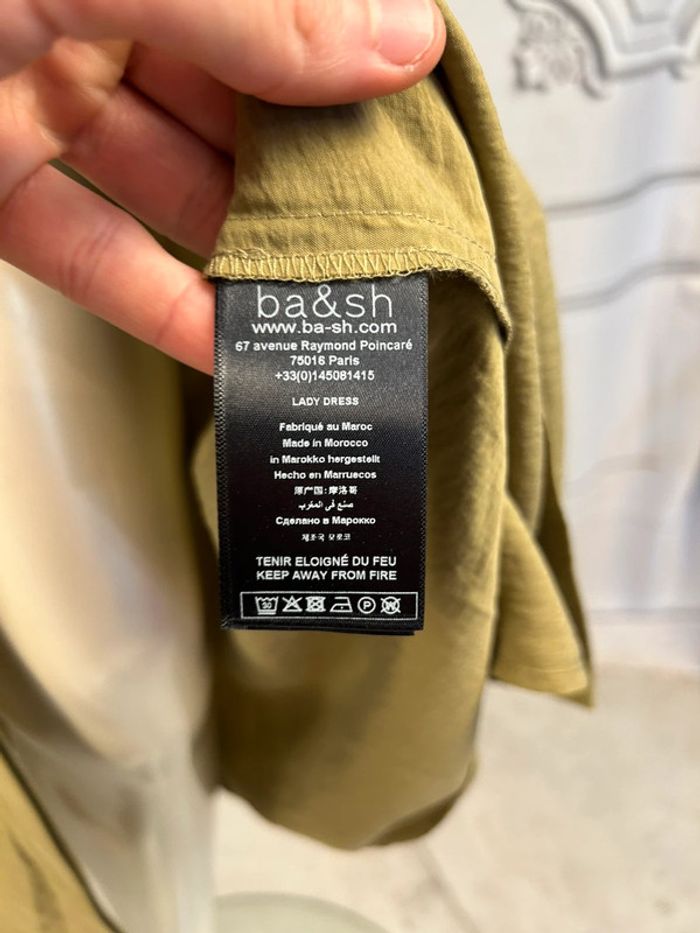 ba&sh
www.ba-sh.com
67 avenue Raymond Poincaré
75016 Paris
+33(0)145081415
LADY DRESS
Fabriqué au Maroc
Made in Morocco
in Marokko hergestellt
Hecho en Marruecos
原产国:摩洛哥
صنع في المغرب
Сделано в Марокко
제조국 모로코
TENIR ELOIGNÉ DU FEU
KEEP AWAY FROM FIRE
30 P W